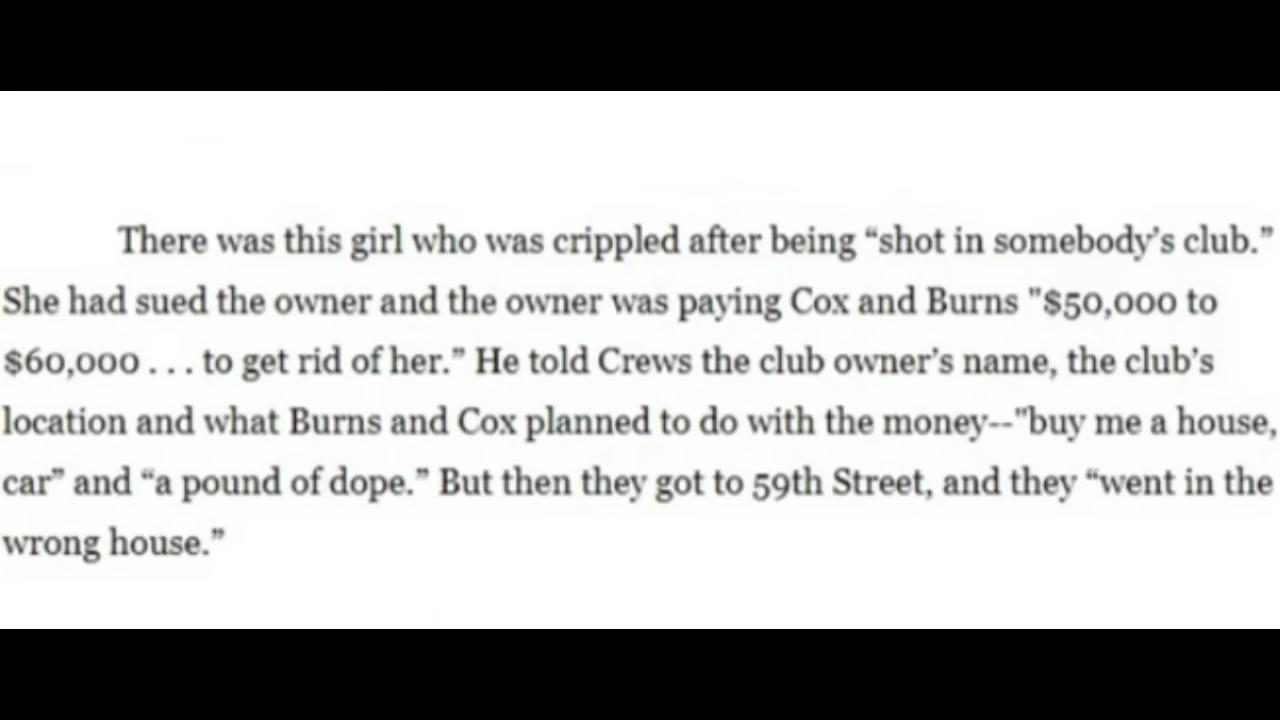 There was this girl who was crippled after being “shot in somebody’s club.”
She had sued the owner and the owner was paying Cox and Burns "$50,000 to
$60,000 . . . to get rid of her.” He told Crews the club owner’s name, the club’s
location and what Burns and Cox planned to do with the money--"buy me a house,
car” and “a pound of dope.” But then they got to 59th Street, and they “went in the
wrong house.”